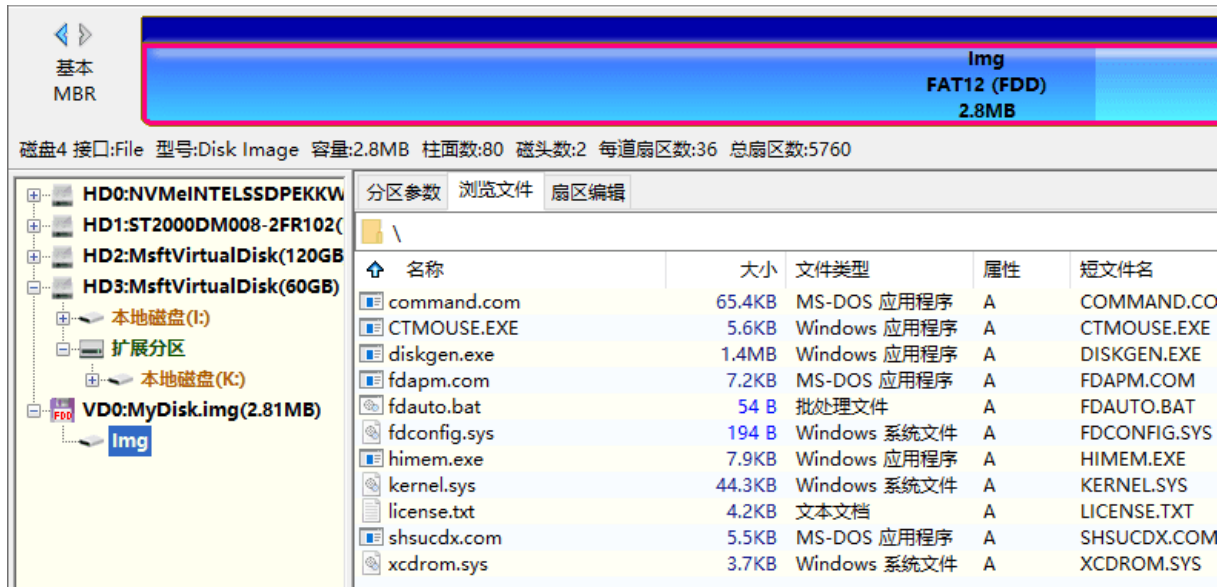 基本
MBR
Img
FAT12 (FDD)
2.8MB
磁盘4 接口:File 型号:Disk Image 容量:2.8MB 柱面数:80 磁头数:2 每道扇区数:36 总扇区数:5760
HD0:NVMeINTELSSDPEKKW
HD1:ST2000DM008-2FR102(
HD2:MsftVirtualDisk(120GB
HD3:MsftVirtualDisk(60GB)
本地磁盘(I:)
扩展分区
本地磁盘(K:)
VD0:MyDisk.img(2.81MB)
FDD
Img
分区参数 浏览文件 扇区编辑
\
名称 大小 文件类型 属性 短文件名
command.com 65.4KB MS-DOS 应用程序 A COMMAND.CO
CTMOUSE.EXE 5.6KB Windows 应用程序 A CTMOUSE.EXE
diskgen.exe 1.4MB Windows 应用程序 A DISKGEN.EXE
fdapm.com 7.2KB MS-DOS 应用程序 A FDAPM.COM
fdauto.bat 54 B 批处理文件 A FDAUTO.BAT
fdconfig.sys 194 B Windows 系统文件 A FDCONFIG.SYS
himem.exe 7.9KB Windows 应用程序 A HIMEM.EXE
kernel.sys 44.3KB Windows 系统文件 A KERNEL.SYS
license.txt 4.2KB 文本文档 A LICENSE.TXT
shsucdx.com 5.5KB MS-DOS 应用程序 A SHSUCDX.COM
xcdrom.sys 3.7KB Windows 系统文件 A XCDROM.SYS